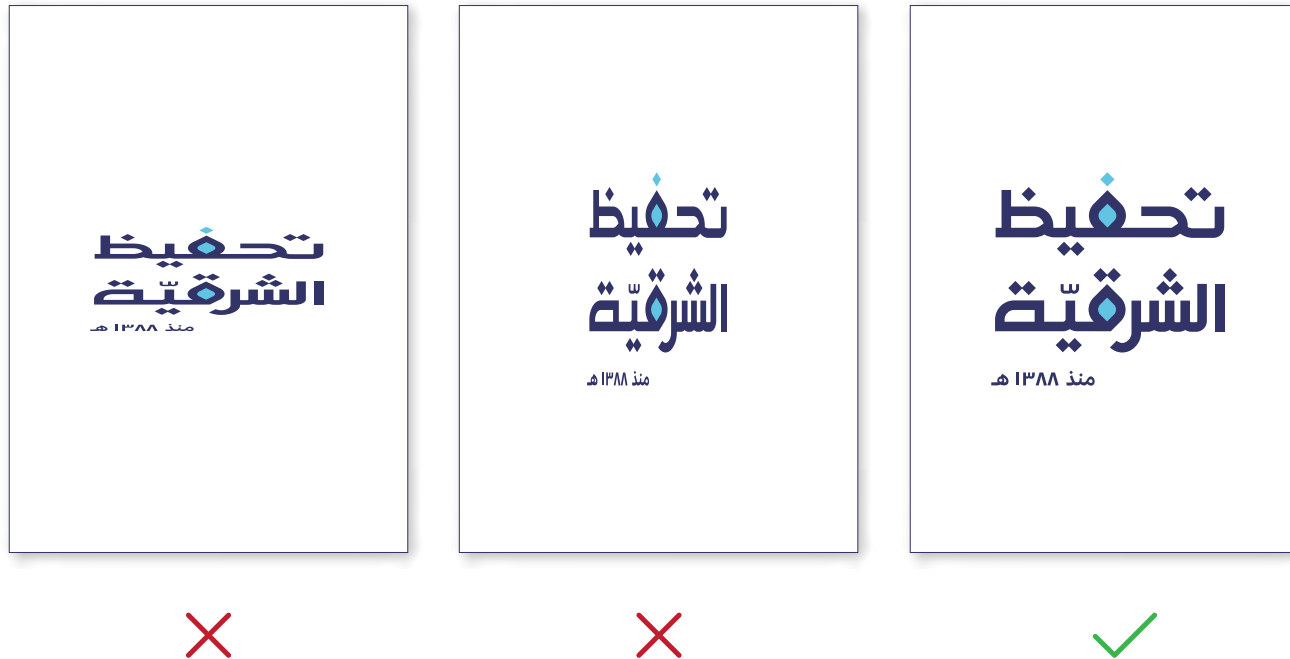 تحفيظ
الشرقيّة
منذ ١٣٨٨ هـ
تحفيظ
الشرقيّة
منذ ١٣٨٨ هـ
تحفيظ
الشرقيّة
منذ ١٣٨٨ هـ